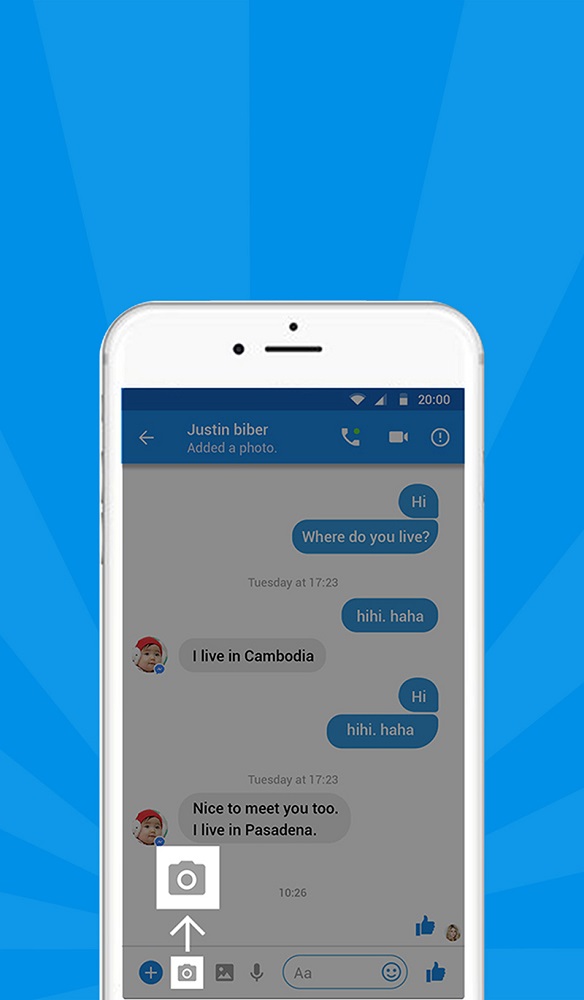 20:00
Justin biber
Added a photo.
Hi
Where do you live?
Tuesday at 17:23
hihi. haha
I live in Cambodia
Hi
hihi. haha
Tuesday at 17:23
Nice to meet you too.
I live in Pasadena.
10:26
Aa